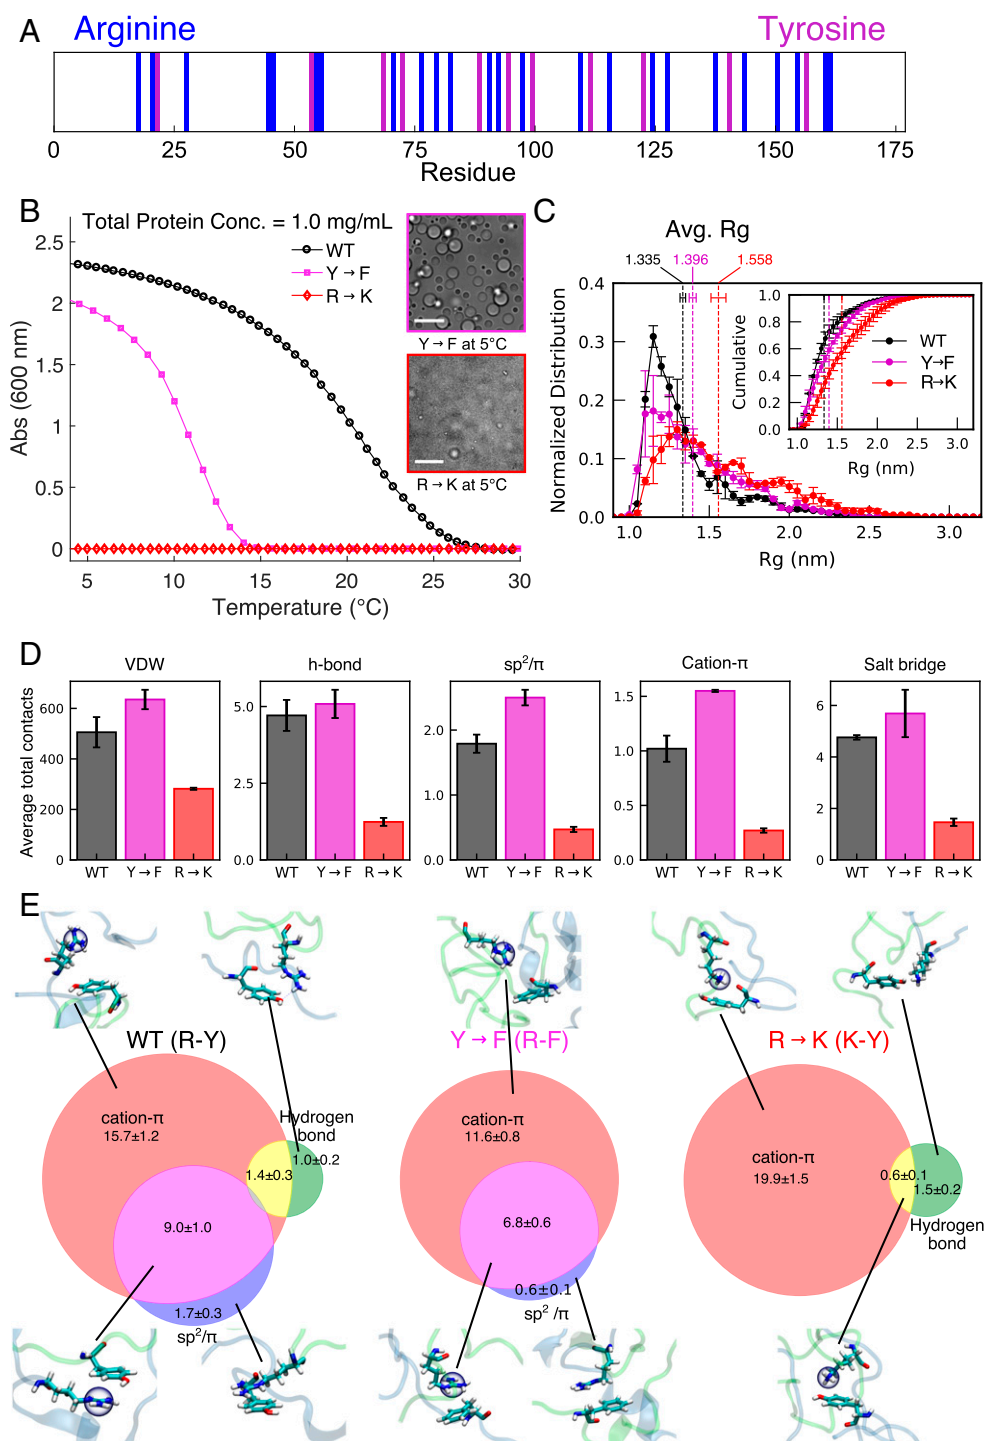 A
Arginine
Tyrosine
0
25
50
75
100
125
150
175
Residue
B
Total Protein Conc. = 1.0 mg/mL
WT
Y → F
R → K
2.5
2
1.5
1
0.5
0
Abs (600 nm)
5
10
15
20
25
30
Temperature (°C)
Y → F at 5°C
R → K at 5°C
C
Avg. Rg
1.335
1.396
1.558
0.4
0.3
0.2
0.1
0.0
Normalized Distribution
1.0
1.5
2.0
2.5
3.0
Rg (nm)
1.0
0.8
0.6
0.4
0.2
0.0
Cumulative
WT
Y→F
R→K
1.0
1.5
2.0
2.5
3.0
Rg (nm)
D
VDW
h-bond
sp²/π
Cation-π
Salt bridge
Average total contacts
600
400
200
0
WT
Y → F
R → K
5.0
2.5
0.0
WT
Y → F
R → K
2.0
1.0
0.0
WT
Y → F
R → K
1.5
1.0
0.5
0.0
WT
Y → F
R → K
6
4
2
0
WT
Y → F
R → K
E
WT (R-Y)
cation-π
15.7±1.2
Hydrogen
bond
1.0±0.2
1.4±0.3
9.0±1.0
1.7±0.3
sp²/π
Y → F (R-F)
cation-π
11.6±0.8
6.8±0.6
0.6±0.1
sp² /π
R → K (K-Y)
cation-π
19.9±1.5
0.6±0.1
1.5±0.2
Hydrogen
bond